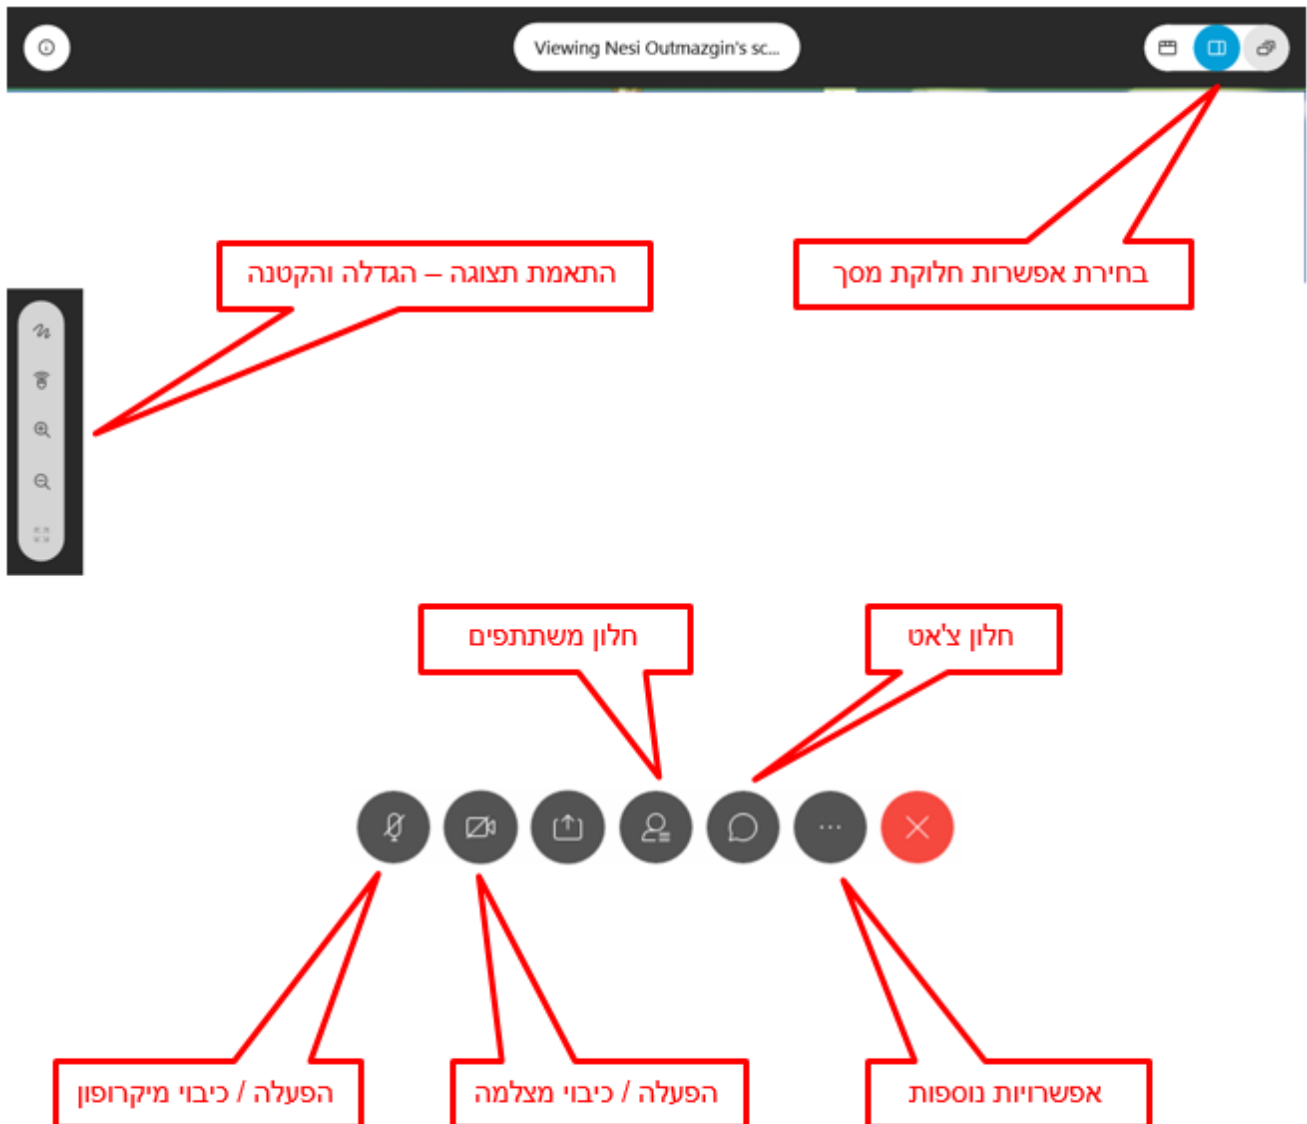 Viewing Nesi Outmazgin's sc...
בחירת אפשרות חלוקת מסך
התאמת תצוגה – הגדלה והקטנה
חלון צ'אט
חלון משתתפים
אפשרויות נוספות
הפעלה / כיבוי מצלמה
הפעלה / כיבוי מיקרופון